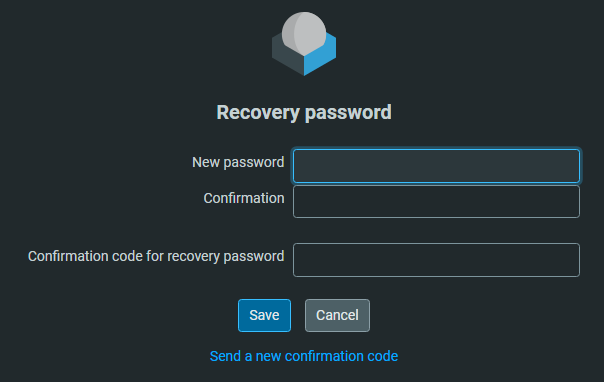 Recovery password
New password
Confirmation
Confirmation code for recovery password
Save Cancel
Send a new confirmation code